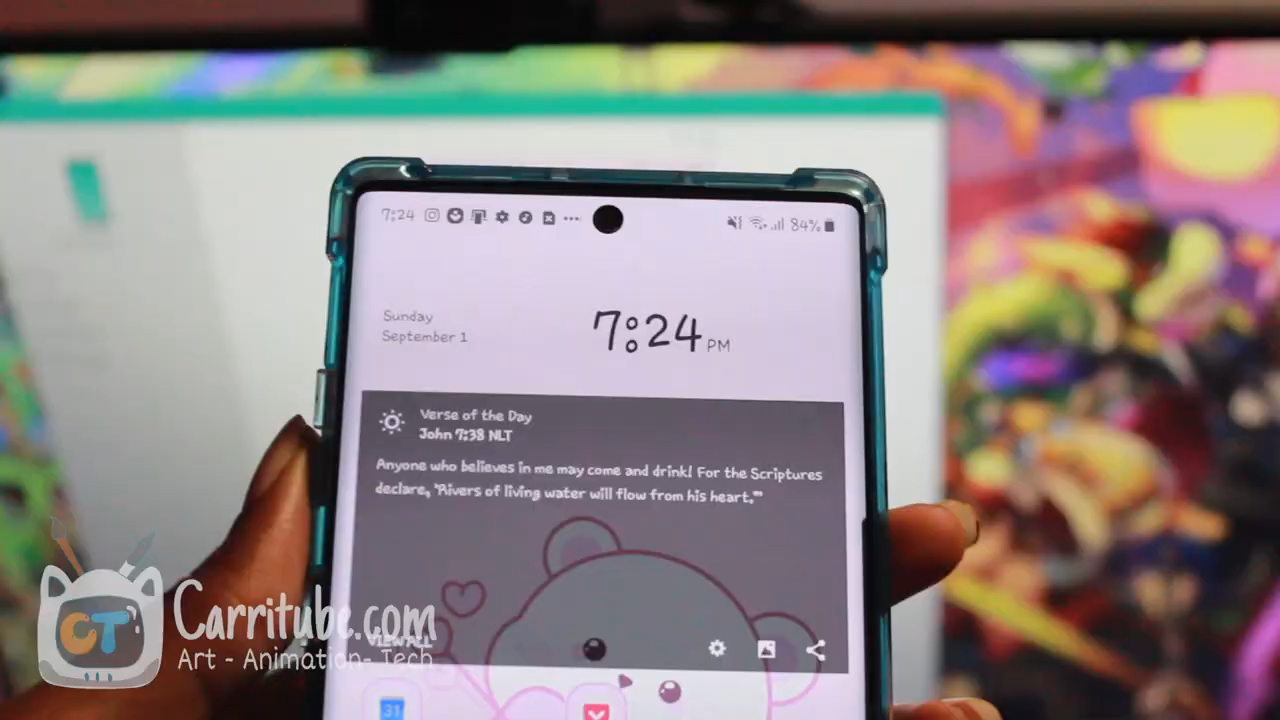 7:24
84%
Sunday
September 1
7:24 PM
Verse of the Day
John 7:38 NLT
Anyone who believes in me may come and drink! For the Scriptures
declare, "Rivers of living water will flow from his heart."'
VIEW ALL
31
CT
Carritube.com
Art - Animation- Tech